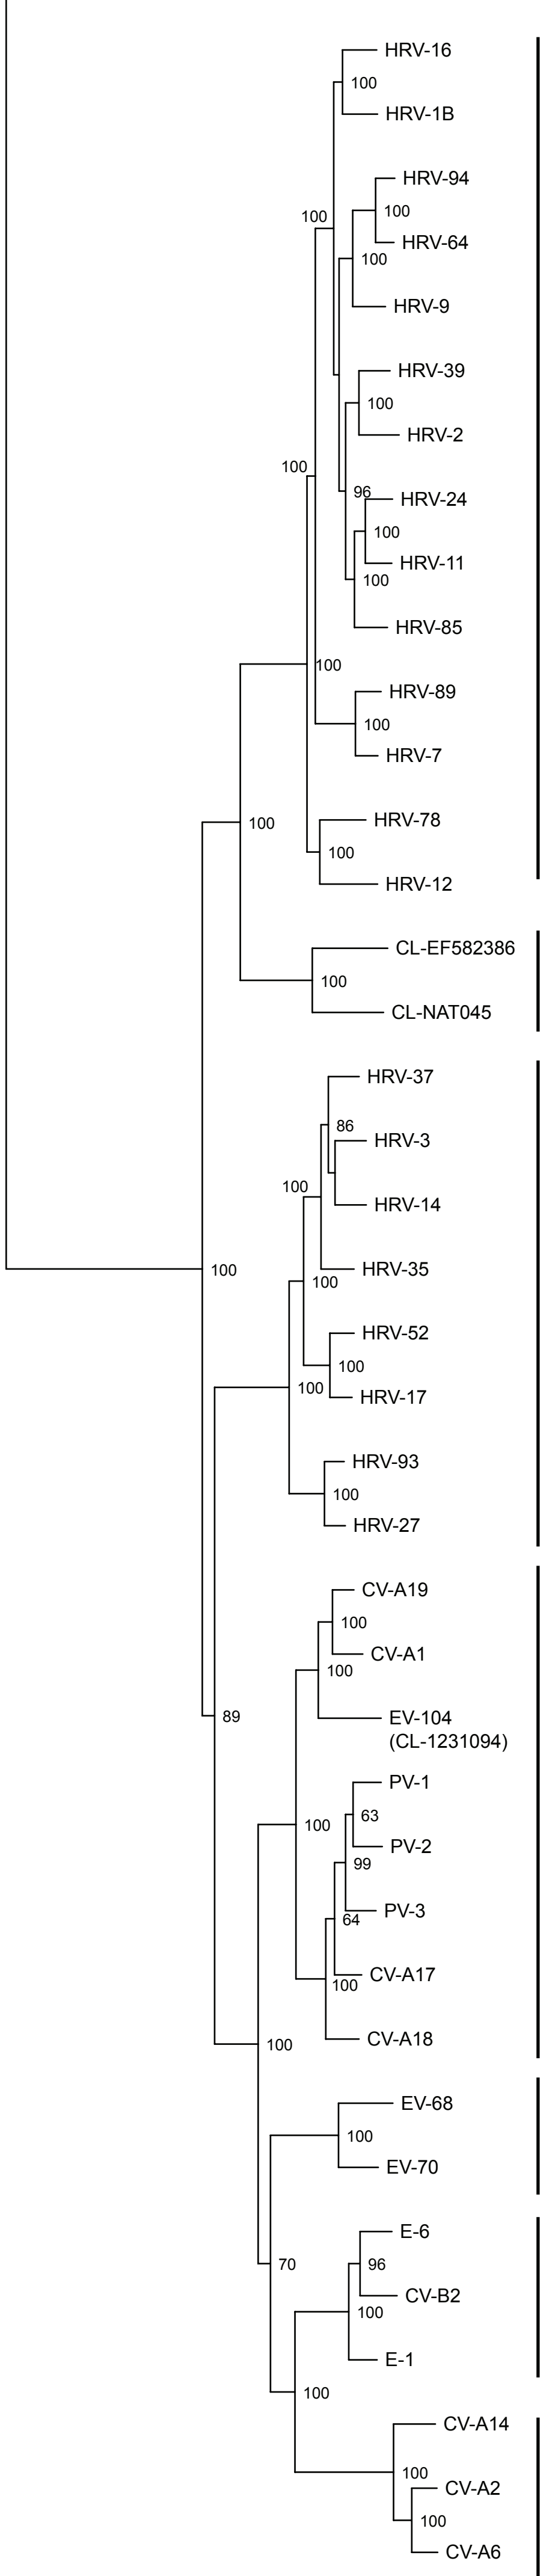 HRV-16
100
HRV-1B
HRV-94
100
100
HRV-64
100
HRV-9
HRV-39
100
HRV-2
100
96
HRV-24
100
HRV-11
100
HRV-85
100
HRV-89
100
HRV-7
HRV-78
100
100
HRV-12
CL-EF582386
100
CL-NAT045
HRV-37
86
HRV-3
100
HRV-14
100
HRV-35
100
HRV-52
100
100
HRV-17
HRV-93
100
HRV-27
CV-A19
100
CV-A1
100
89
EV-104
(CL-1231094)
PV-1
63
100
PV-2
99
PV-3
64
CV-A17
100
CV-A18
100
EV-68
100
EV-70
E-6
70
96
CV-B2
100
E-1
100
CV-A14
100
CV-A2
100
CV-A6